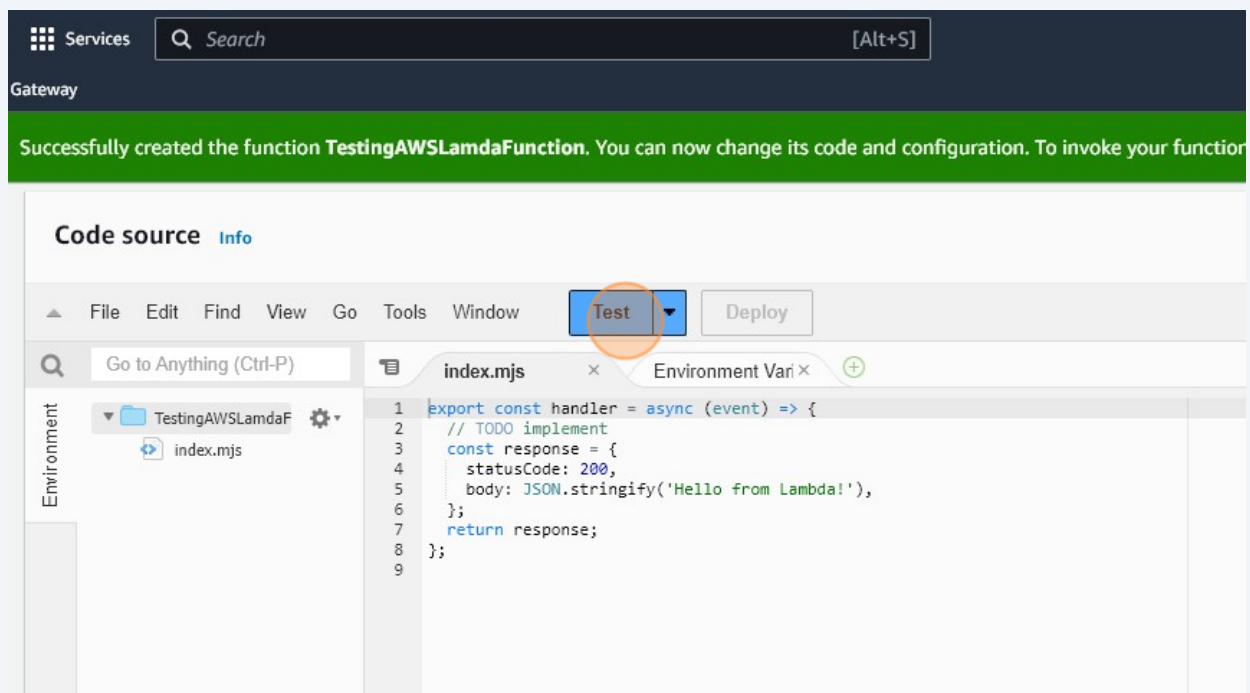 Services Search [Alt+S]
Gateway
Successfully created the function TestingAWSLamdaFunction. You can now change its code and configuration. To invoke your function
Code source Info
File Edit Find View Go Tools Window Test Deploy
Go to Anything (Ctrl-P) index.mjs Environment Vari
Environment
TestingAWSLamdaF
index.mjs
1 export const handler = async (event) => {
2 // TODO implement
3 const response = {
4 statusCode: 200,
5 body: JSON.stringify('Hello from Lambda!'),
6 };
7 return response;
8 };
9